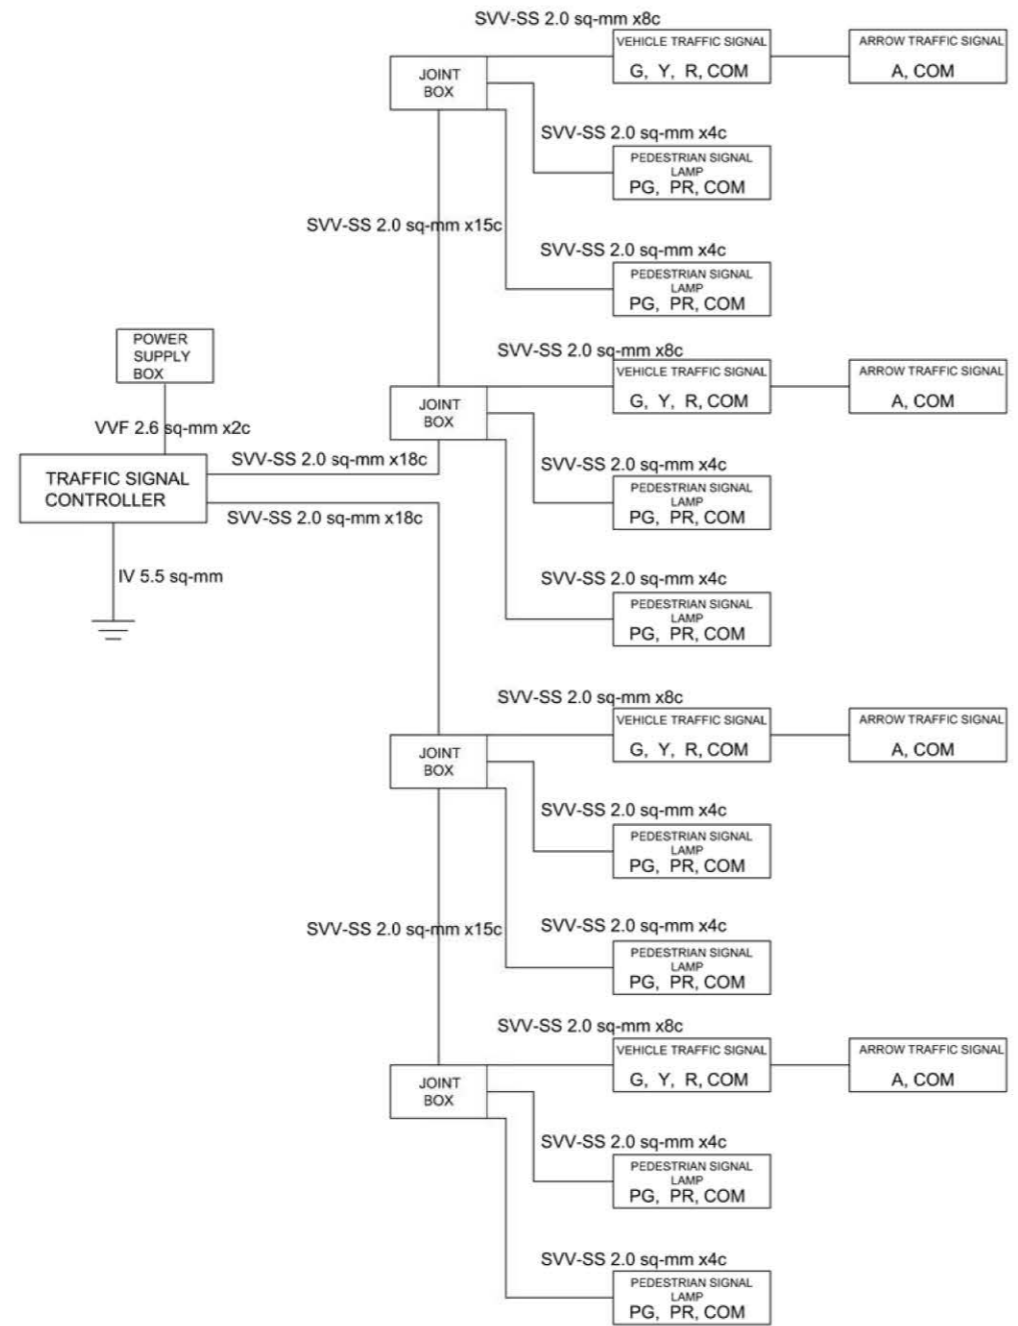 SVV-SS 2.0 sq-mm x8c
VEHICLE TRAFFIC SIGNAL
G, Y, R, COM
ARROW TRAFFIC SIGNAL
A, COM
JOINT
BOX
SVV-SS 2.0 sq-mm x4c
PEDESTRIAN SIGNAL
LAMP
PG, PR, COM
SVV-SS 2.0 sq-mm x15c
SVV-SS 2.0 sq-mm x4c
PEDESTRIAN SIGNAL
LAMP
PG, PR, COM
POWER
SUPPLY
BOX
VVF 2.6 sq-mm x2c
SVV-SS 2.0 sq-mm x8c
VEHICLE TRAFFIC SIGNAL
G, Y, R, COM
ARROW TRAFFIC SIGNAL
A, COM
JOINT
BOX
SVV-SS 2.0 sq-mm x18c
TRAFFIC SIGNAL
CONTROLLER
SVV-SS 2.0 sq-mm x18c
IV 5.5 sq-mm
SVV-SS 2.0 sq-mm x4c
PEDESTRIAN SIGNAL
LAMP
PG, PR, COM
SVV-SS 2.0 sq-mm x4c
PEDESTRIAN SIGNAL
LAMP
PG, PR, COM
SVV-SS 2.0 sq-mm x8c
VEHICLE TRAFFIC SIGNAL
G, Y, R, COM
ARROW TRAFFIC SIGNAL
A, COM
JOINT
BOX
SVV-SS 2.0 sq-mm x4c
PEDESTRIAN SIGNAL
LAMP
PG, PR, COM
SVV-SS 2.0 sq-mm x15c
SVV-SS 2.0 sq-mm x4c
PEDESTRIAN SIGNAL
LAMP
PG, PR, COM
SVV-SS 2.0 sq-mm x8c
VEHICLE TRAFFIC SIGNAL
G, Y, R, COM
ARROW TRAFFIC SIGNAL
A, COM
JOINT
BOX
SVV-SS 2.0 sq-mm x4c
PEDESTRIAN SIGNAL
LAMP
PG, PR, COM
SVV-SS 2.0 sq-mm x4c
PEDESTRIAN SIGNAL
LAMP
PG, PR, COM